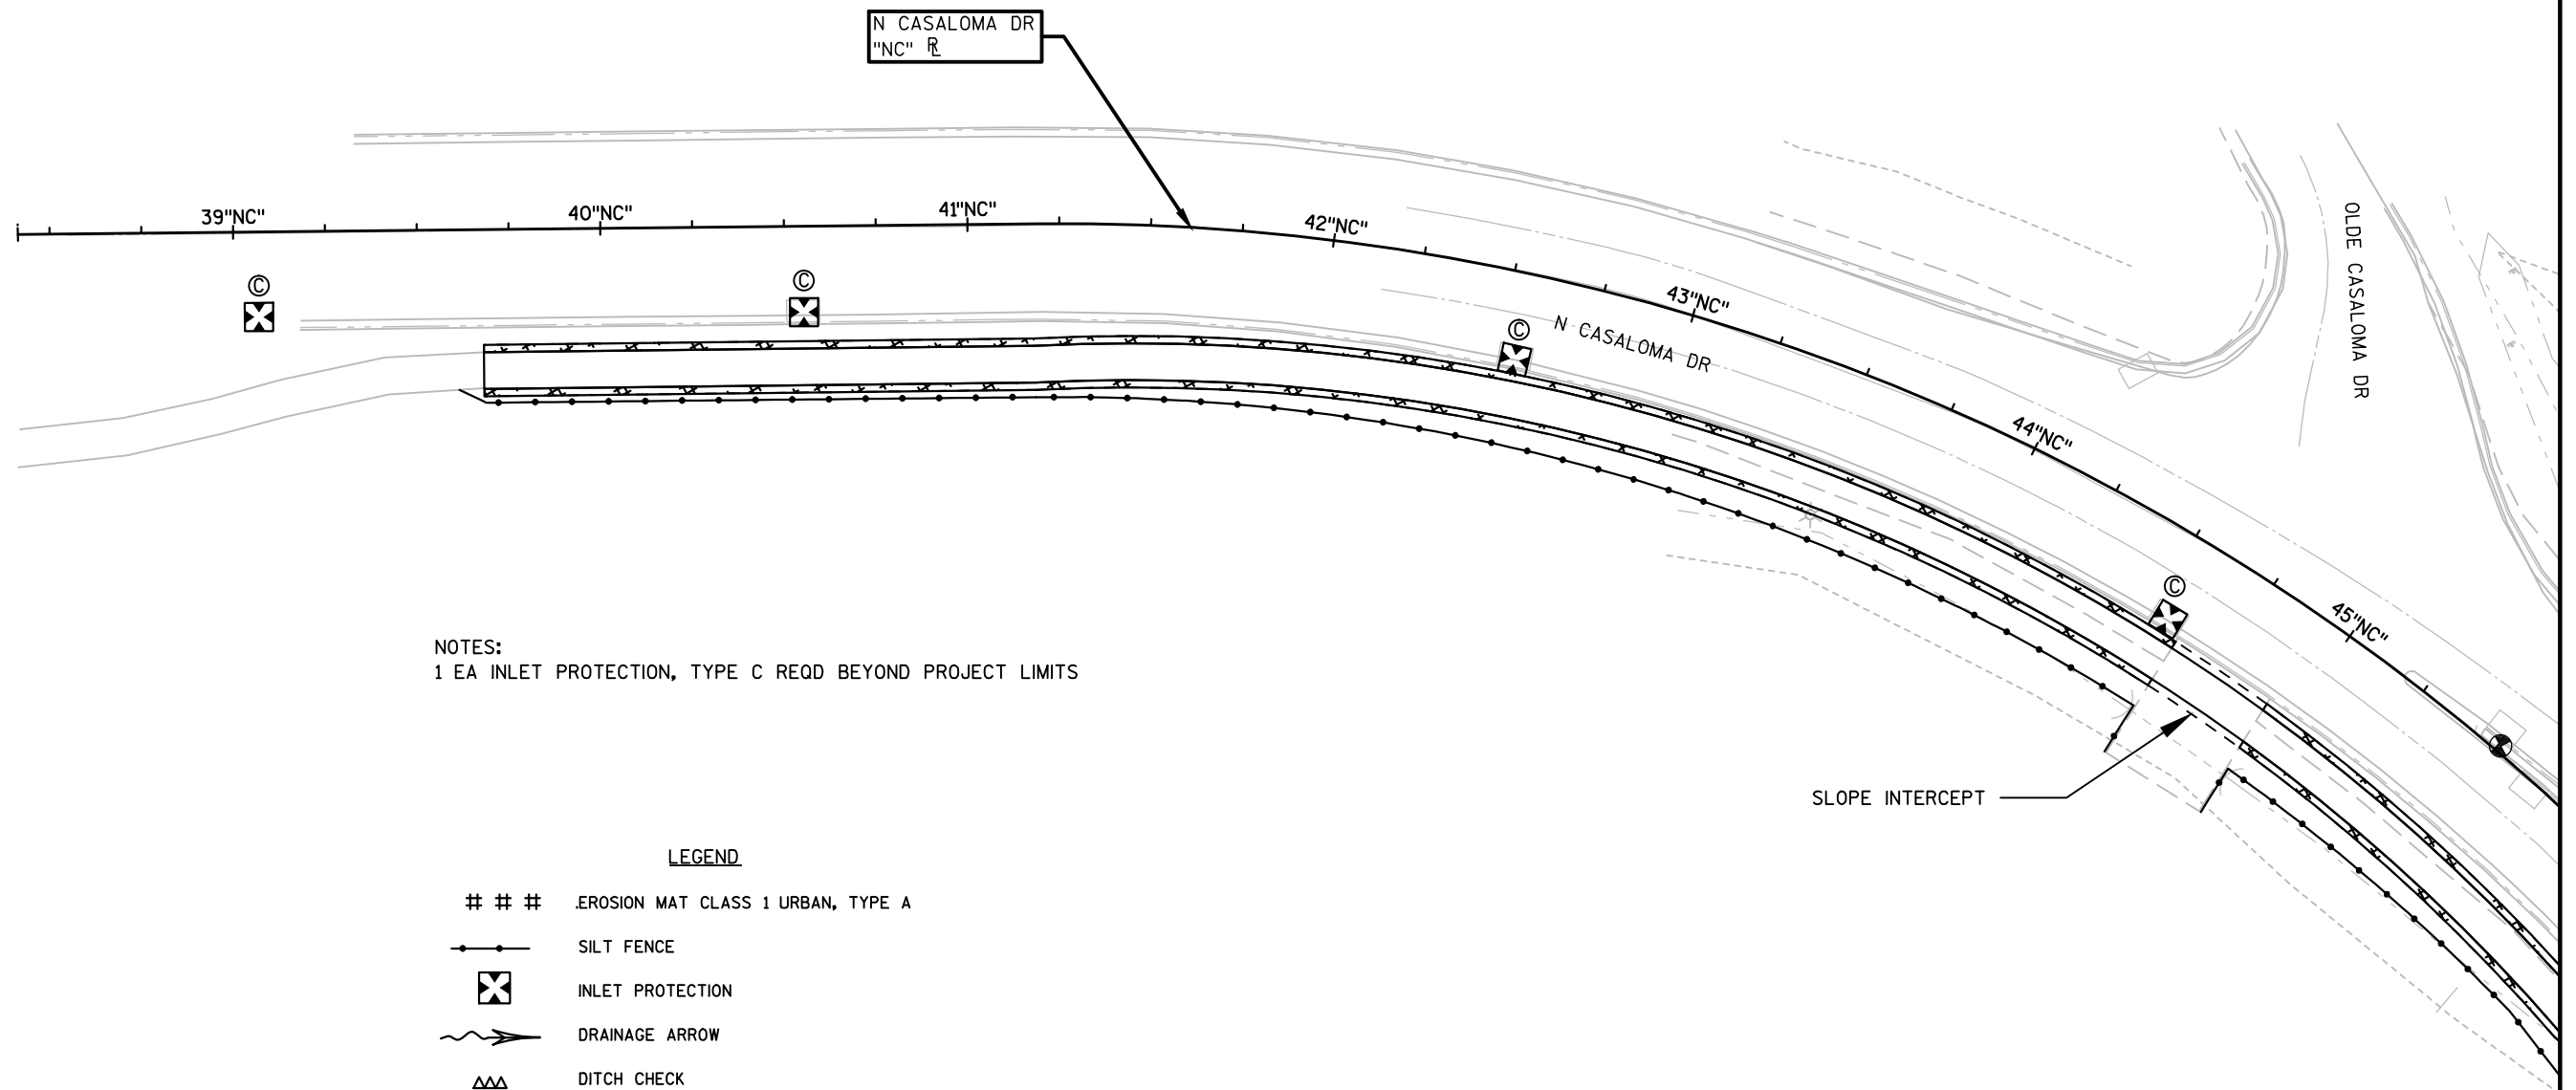 N CASALOMA DR
"NC" ℞L
39"NC"
40"NC"
41"NC"
42"NC"
43"NC"
44"NC"
45"NC"
©
©
©
©
N CASALOMA DR
OLDE CASALOMA DR
NOTES:
1 EA INLET PROTECTION, TYPE C REQD BEYOND PROJECT LIMITS
SLOPE INTERCEPT
LEGEND
.EROSION MAT CLASS 1 URBAN, TYPE A
SILT FENCE
INLET PROTECTION
DRAINAGE ARROW
DITCH CHECK